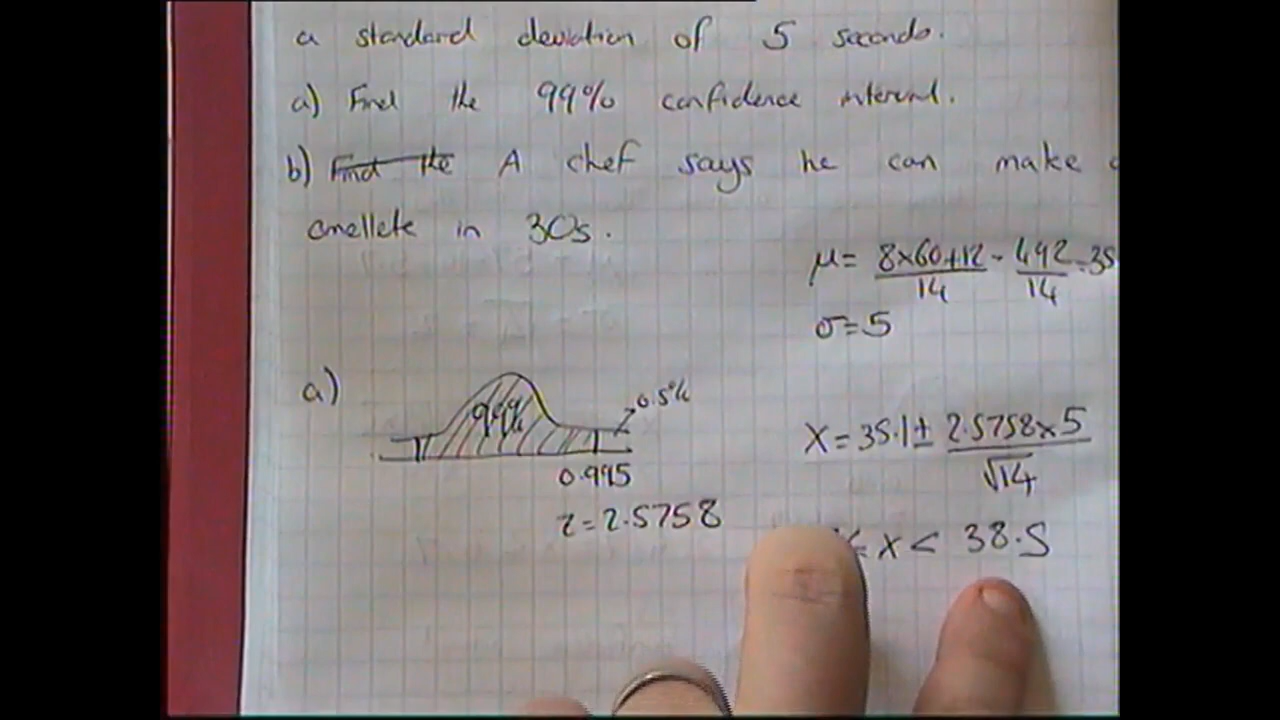 a standard deviation of 5 seconds.
a) Find the 99% confidence interval.
b) Find the A chef says he can make
omellete in 30s.
μ= 8×60+12 = 492 = 35
14 14
σ=5
a)
99%
0.5%
0.995
z=2.5758
X = 35.1 ± 2.5758×5
√14
x < 38.5